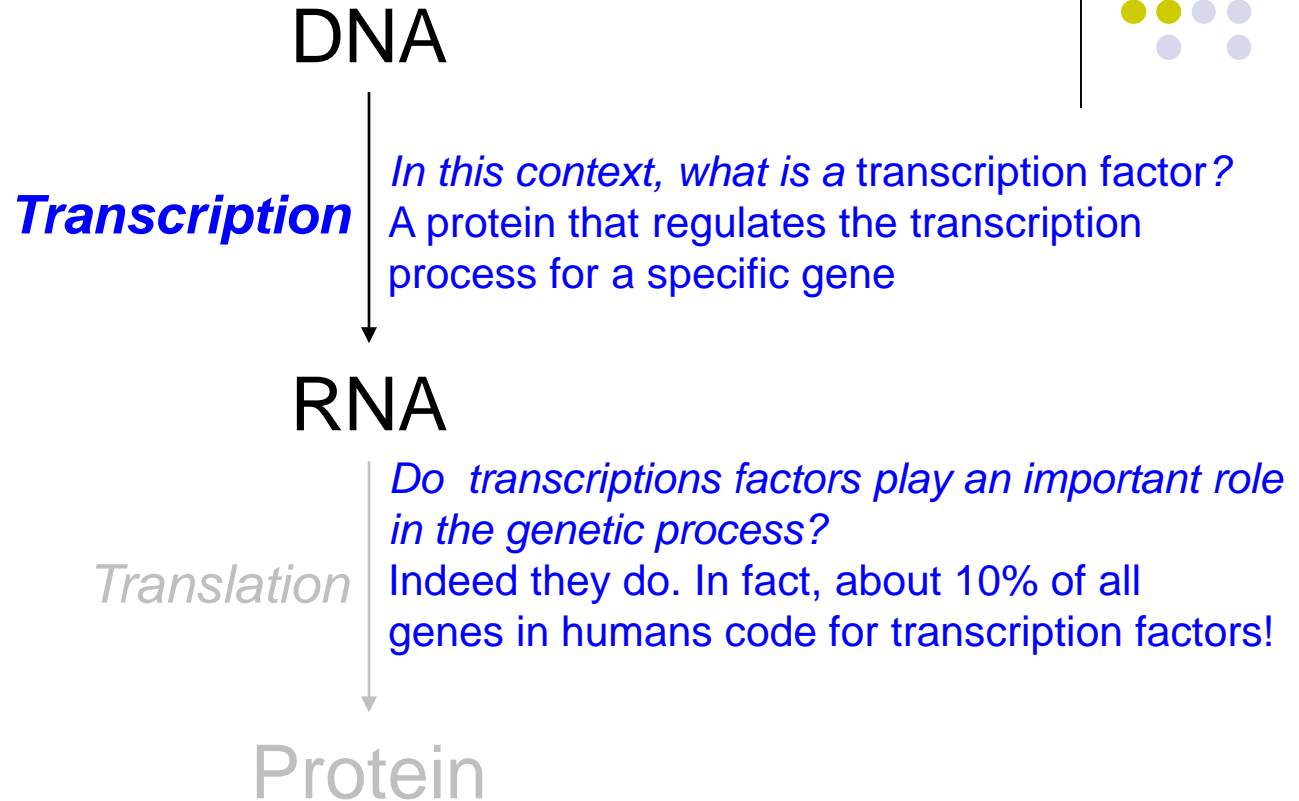 DNA
Transcription
In this context, what is a transcription factor?
A protein that regulates the transcription
process for a specific gene
RNA
Do  transcriptions factors play an important role
in the genetic process?
Translation
Indeed they do. In fact, about 10% of all
genes in humans code for transcription factors!
Protein